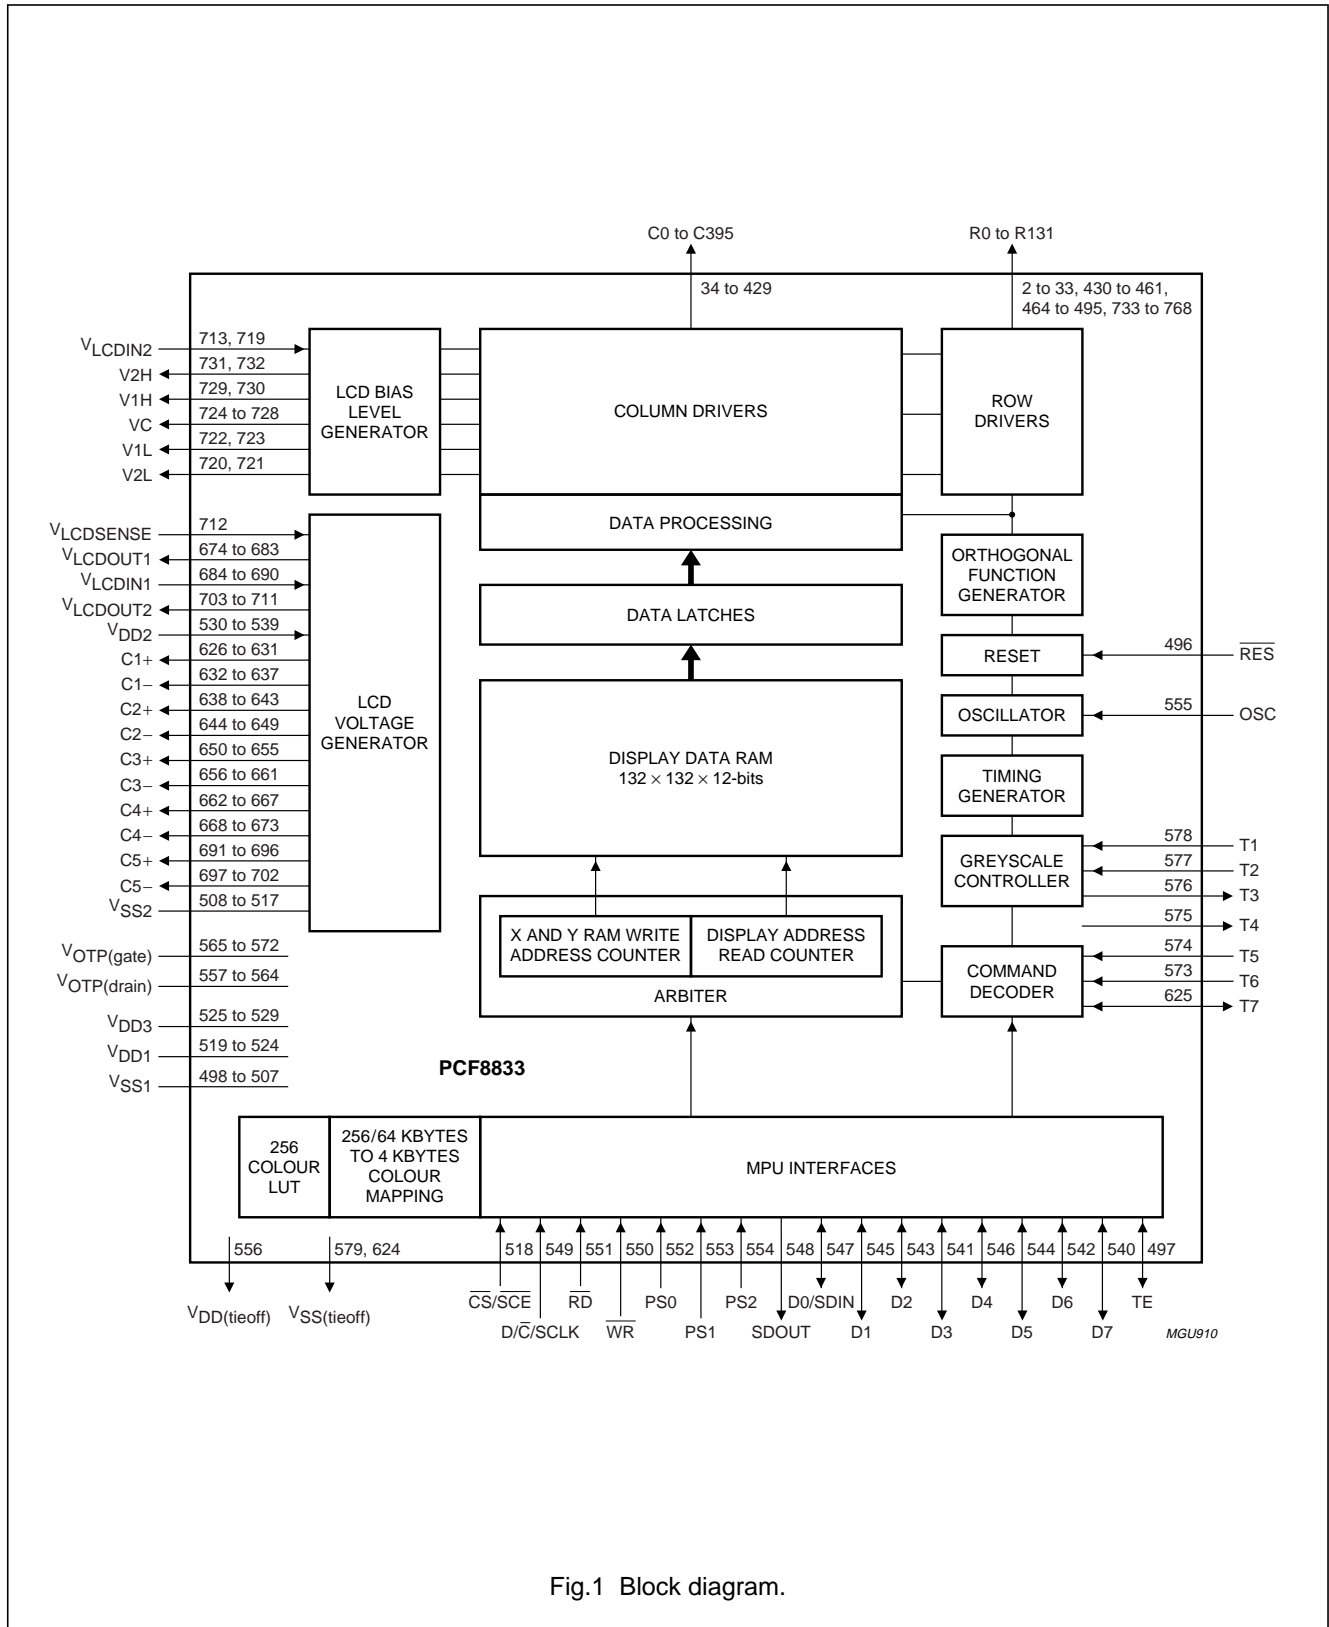 C0 to C395
R0 to R131
34 to 429
2 to 33, 430 to 461,
464 to 495, 733 to 768
VLCDIN2
713, 719
V2H
731, 732
V1H
729, 730
VC
724 to 728
V1L
722, 723
V2L
720, 721
LCD BIAS
LEVEL
GENERATOR
COLUMN DRIVERS
ROW
DRIVERS
DATA PROCESSING
VLCDSENSE
712
VLCDOUT1
674 to 683
VLCDIN1
684 to 690
VLCDOUT2
703 to 711
VDD2
530 to 539
C1+
626 to 631
C1−
632 to 637
C2+
638 to 643
C2−
644 to 649
C3+
650 to 655
C3−
656 to 661
C4+
662 to 667
C4−
668 to 673
C5+
691 to 696
C5−
697 to 702
VSS2
508 to 517
LCD
VOLTAGE
GENERATOR
DATA LATCHES
DISPLAY DATA RAM
132 × 132 × 12-bits
ORTHOGONAL
FUNCTION
GENERATOR
RESET
496
R̅E̅S̅
OSCILLATOR
555
OSC
TIMING
GENERATOR
GREYSCALE
CONTROLLER
578
T1
577
T2
576
T3
575
T4
574
T5
573
T6
625
T7
COMMAND
DECODER
X AND Y RAM WRITE
ADDRESS COUNTER
DISPLAY ADDRESS
READ COUNTER
ARBITER
VOTP(gate)
565 to 572
VOTP(drain)
557 to 564
VDD3
525 to 529
VDD1
519 to 524
VSS1
498 to 507
PCF8833
256
COLOUR
LUT
256/64 KBYTES
TO 4 KBYTES
COLOUR
MAPPING
MPU INTERFACES
556
579, 624
518
549
551
550
552
553
554
548
547
545
543
541
546
544
542
540
497
VDD(tieoff)
VSS(tieoff)
C̅S̅/S̅C̅E̅
R̅D̅
PS0
PS2
D0/SDIN
D2
D4
D6
TE
D/C̅/SCLK
W̅R̅
PS1
SDOUT
D1
D3
D5
D7
MGU910
Fig.1 Block diagram.